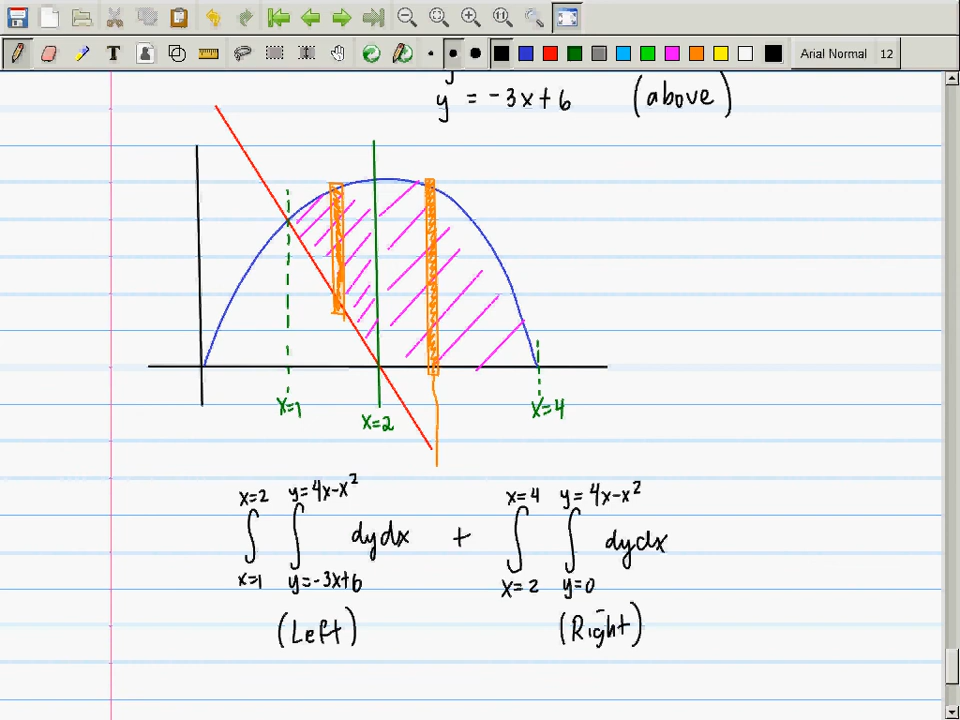 Arial Normal 12
y = -3x+6 (above)
x=1
x=2
x=4
x=2 y=4x-x² x=4 y=4x-x²
∫ ∫ dydx + ∫ ∫ dydx
x=1 y=-3x+6 x=2 y=0
(Left) (Right)